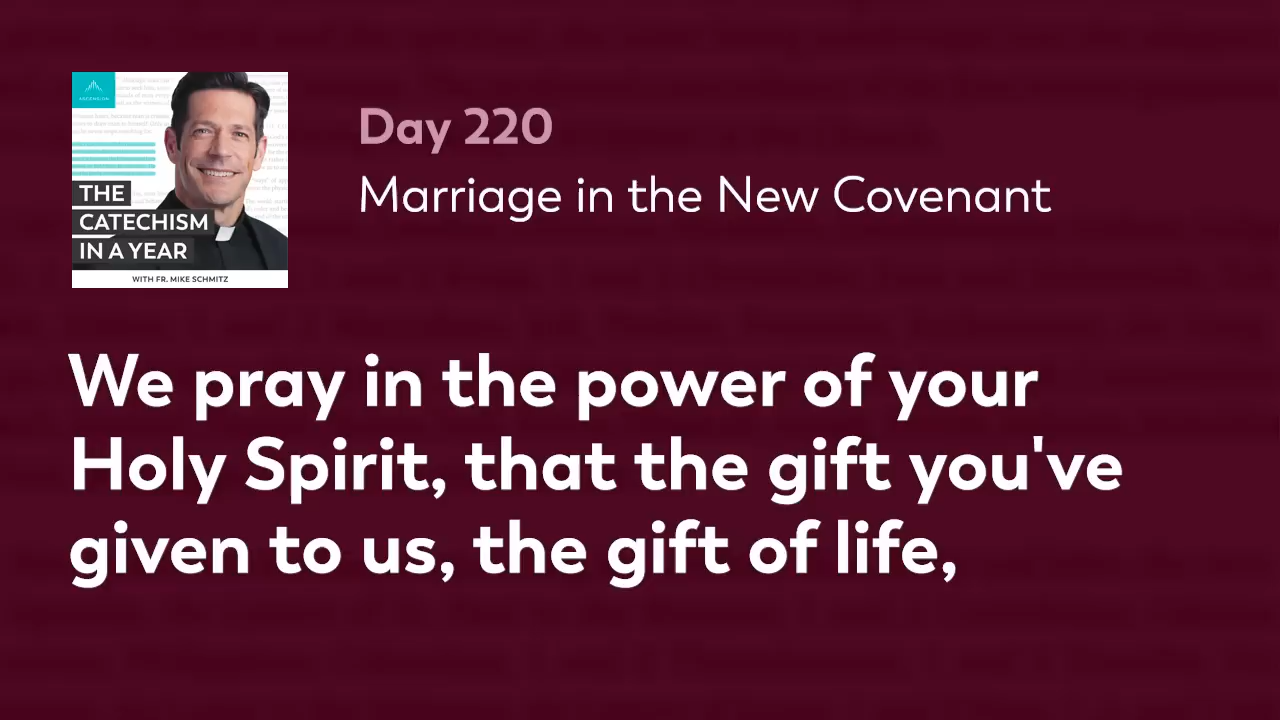 ASCENSION
THE
CATECHISM
IN A YEAR
WITH FR. MIKE SCHMITZ
Day 220
Marriage in the New Covenant
We pray in the power of your
Holy Spirit, that the gift you've
given to us, the gift of life,